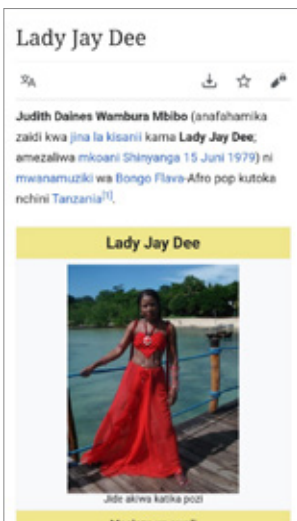 Lady Jay Dee
Judith Daines Wambura Mbibo (anafahamika
zaidi kwa jina la kisanii kama Lady Jay Dee;
amezaliwa mkoani Shinyanga 15 Juni 1979) ni
mwanamuziki wa Bongo Flava-Afro pop kutoka
nchini Tanzania[1].
Lady Jay Dee
Jide akiwa katika pozi